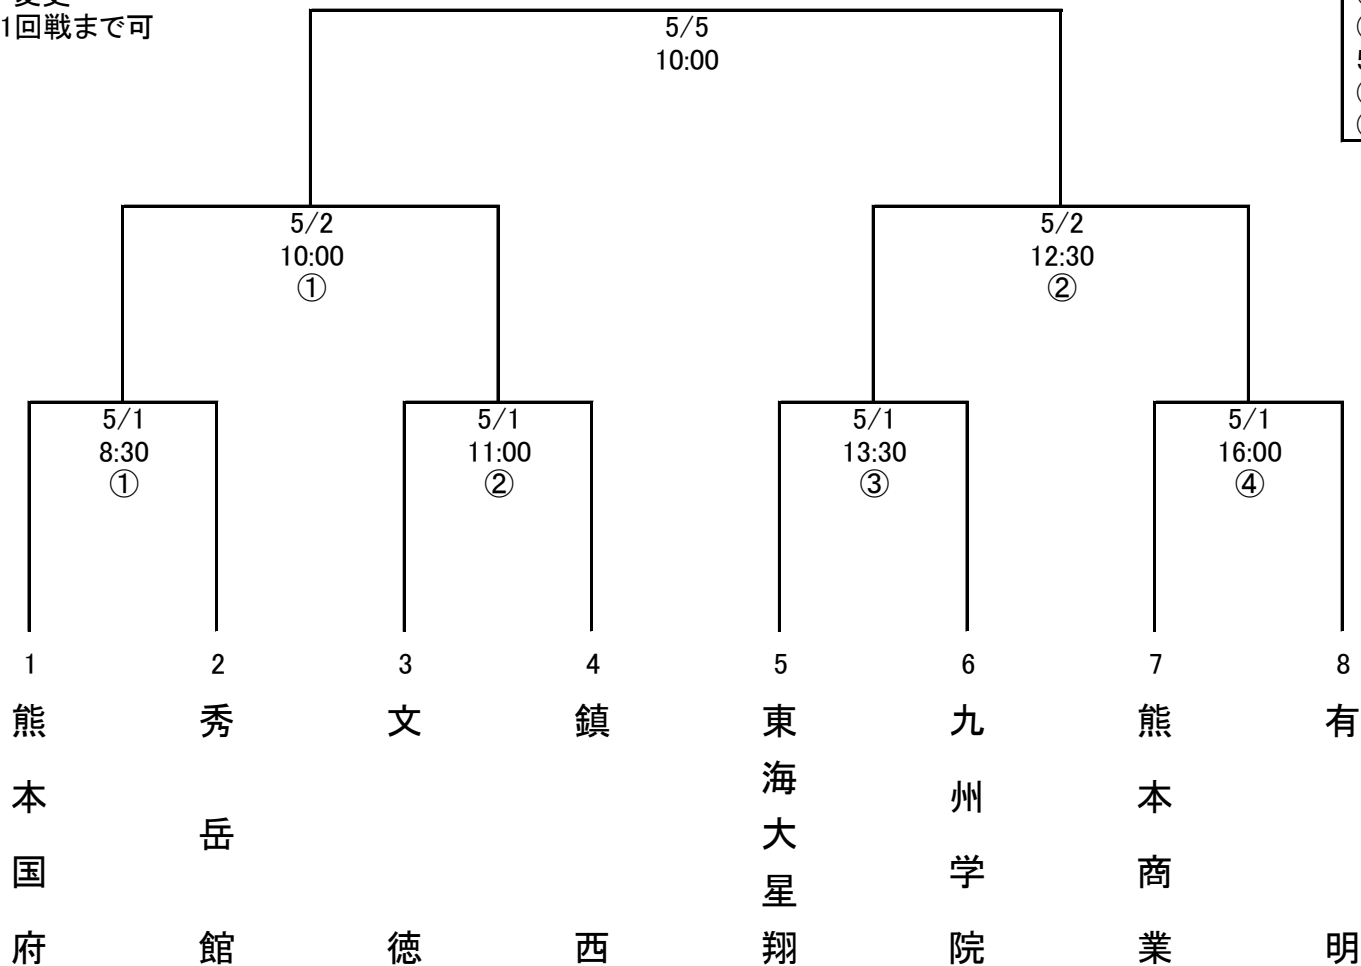 変更
1回戦まで可
5/5
10:00
5/2
10:00
①
5/2
12:30
②
5/1
8:30
①
5/1
11:00
②
5/1
13:30
③
5/1
16:00
④
1
2
3
4
5
6
7
8
熊本国府
秀岳館
文徳
鎮西
東海大星翔
九州学院
熊本商業
有明